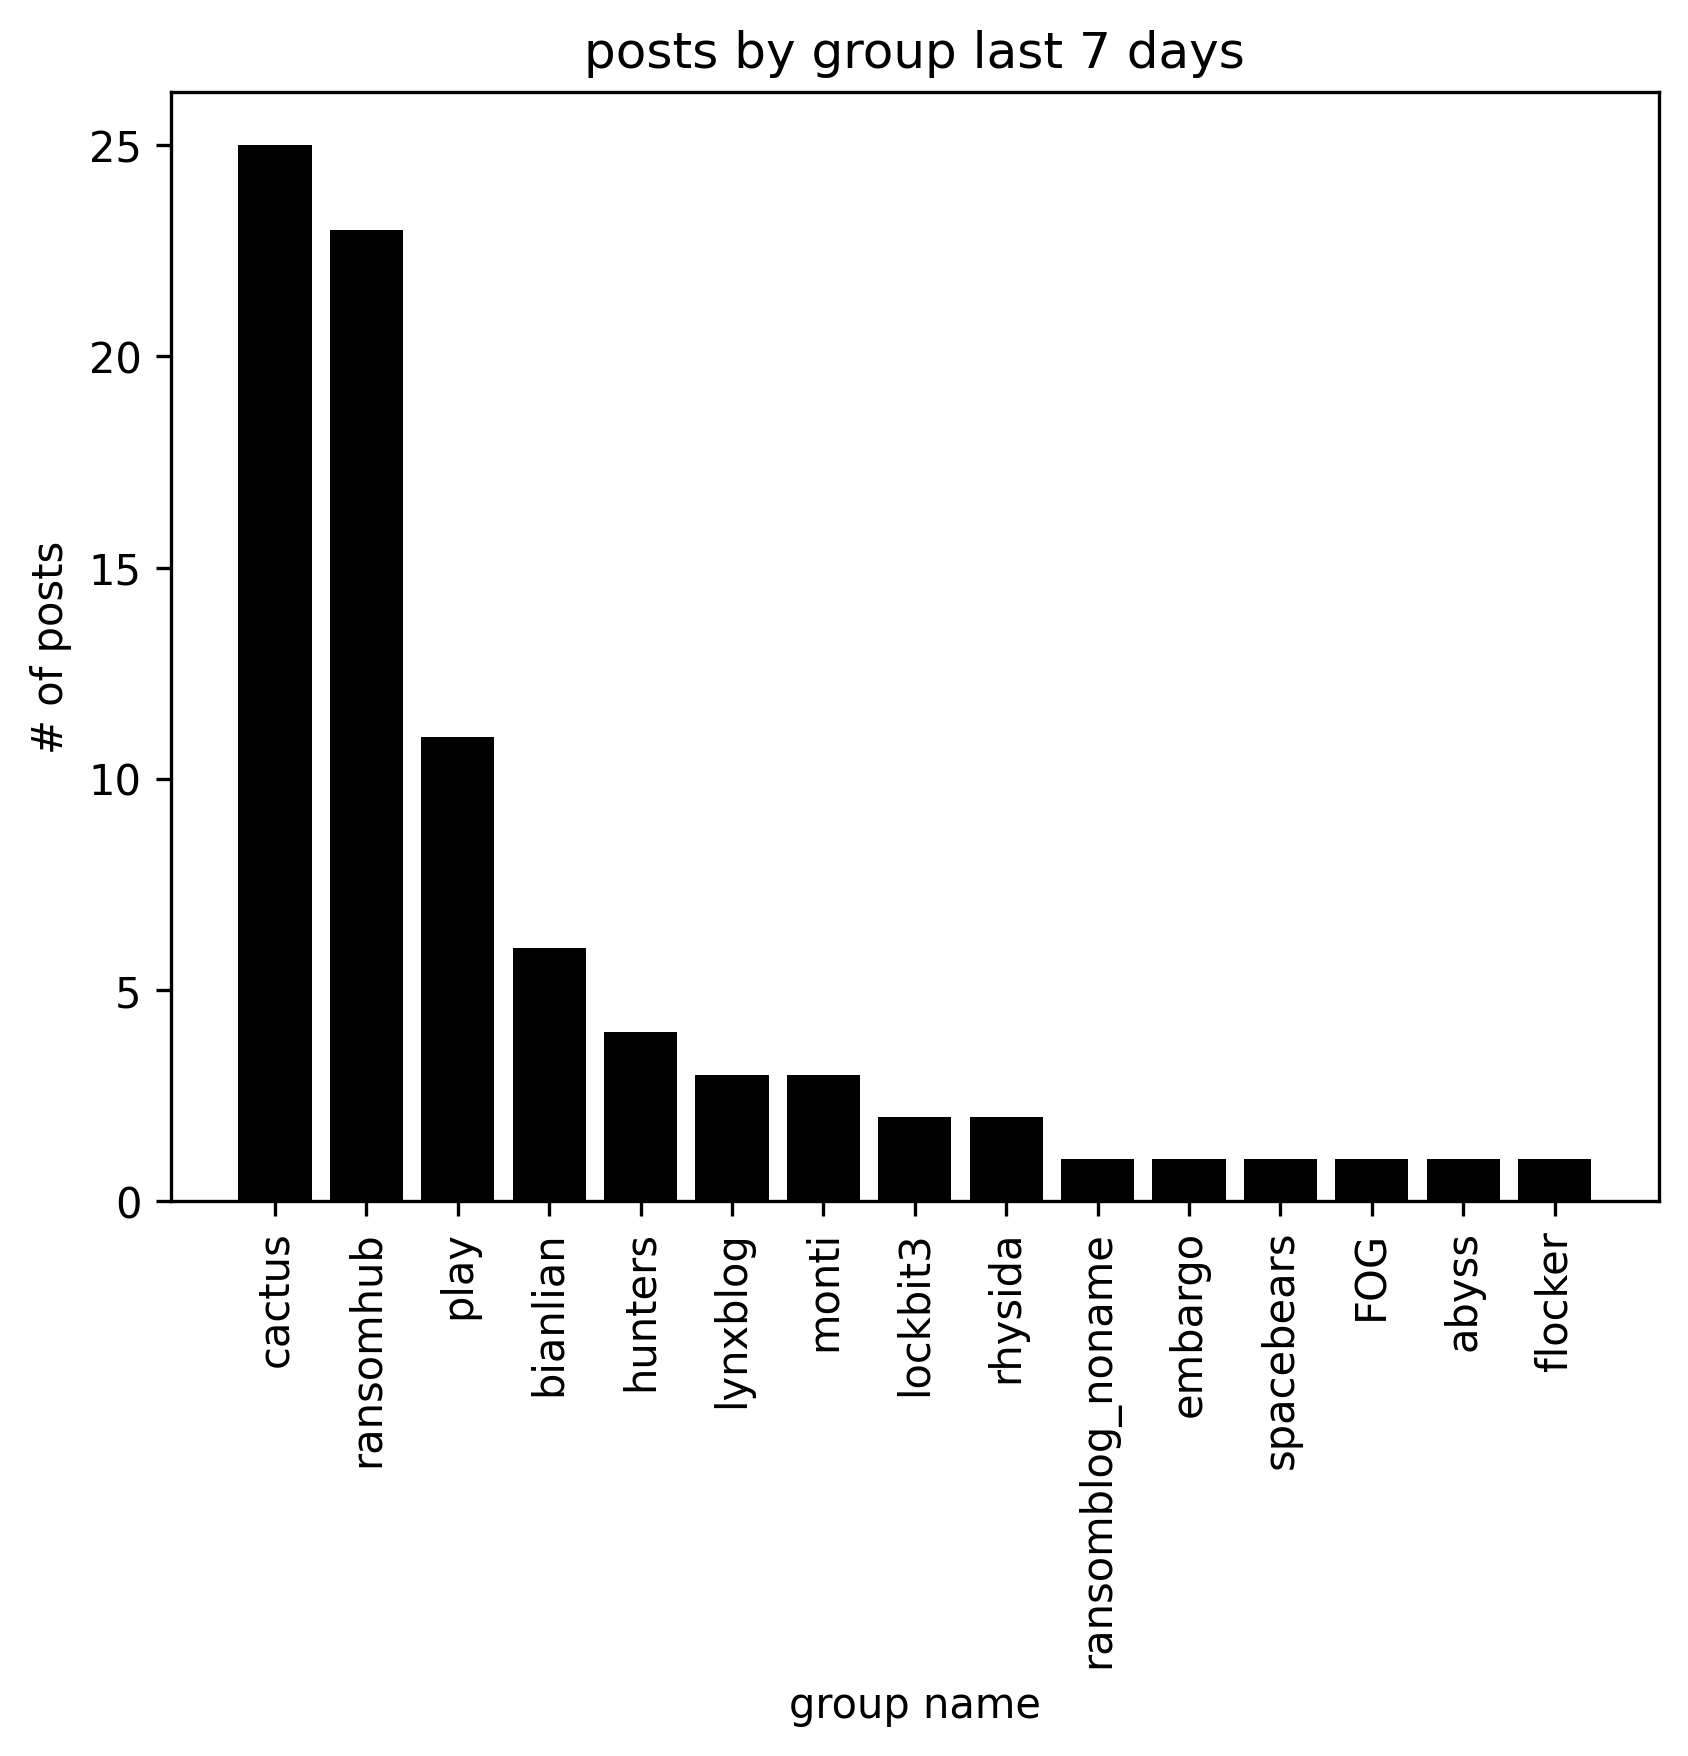 posts by group last 7 days
25
20
15
10
5
0
# of posts
cactus
ransomhub
play
bianlian
hunters
lynxblog
monti
lockbit3
rhysida
ransomblog_noname
embargo
spacebears
FOG
abyss
flocker
group name